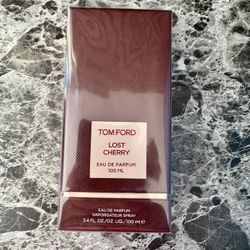 TOM FORD
LOST
CHERRY
EAU DE PARFUM
100 ML
EAU DE PARFUM
VAPORISATEUR SPRAY
3.4 FL. OZ./OZ. LIQ./100 ml ℮